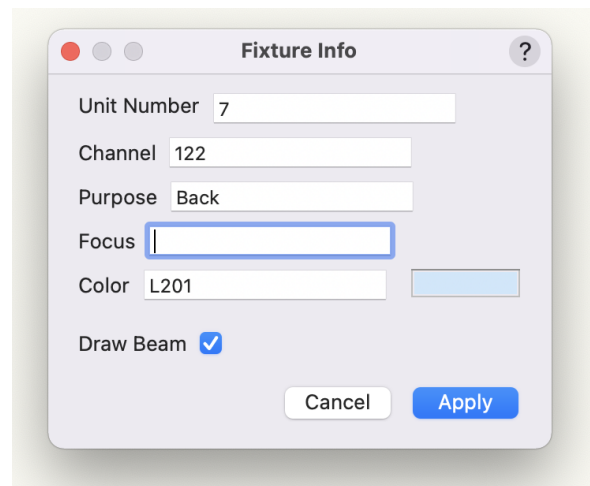 Fixture Info ?
Unit Number 7
Channel 122
Purpose Back
Focus
Color L201
Draw Beam
Cancel Apply